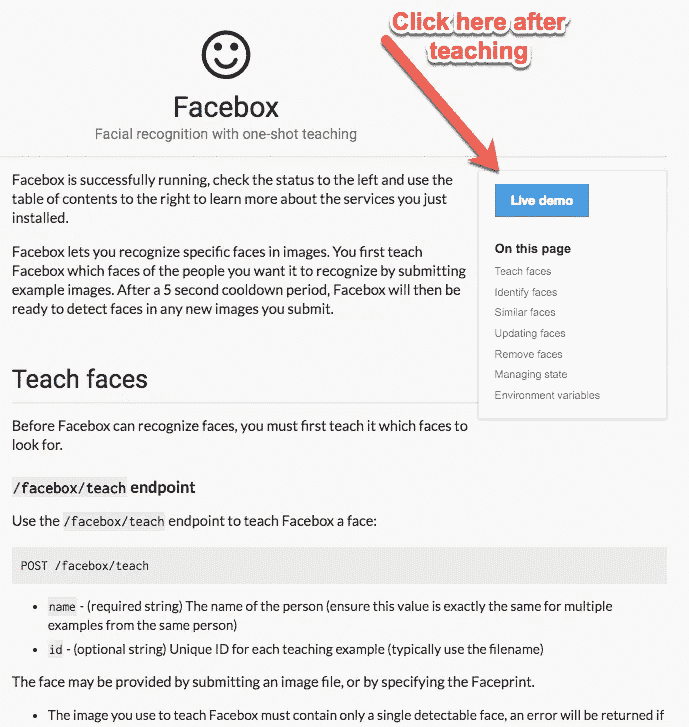 Click here after
teaching
Facebox
Facial recognition with one-shot teaching
Facebox is successfully running, check the status to the left and use the
table of contents to the right to learn more about the services you just
installed.
Facebox lets you recognize specific faces in images. You first teach
Facebox which faces of the people you want it to recognize by submitting
example images. After a 5 second cooldown period, Facebox will then be
ready to detect faces in any new images you submit.
Live demo
On this page
Teach faces
Identify faces
Similar faces
Updating faces
Remove faces
Managing state
Environment variables
Teach faces
Before Facebox can recognize faces, you must first teach it which faces to
look for.
/facebox/teach endpoint
Use the /facebox/teach endpoint to teach Facebox a face:
POST /facebox/teach
• name - (required string) The name of the person (ensure this value is exactly the same for multiple
examples from the same person)
• id - (optional string) Unique ID for each teaching example (typically use the filename)
The face may be provided by submitting an image file, or by specifying the Faceprint.
• The image you use to teach Facebox must contain only a single detectable face, an error will be returned if